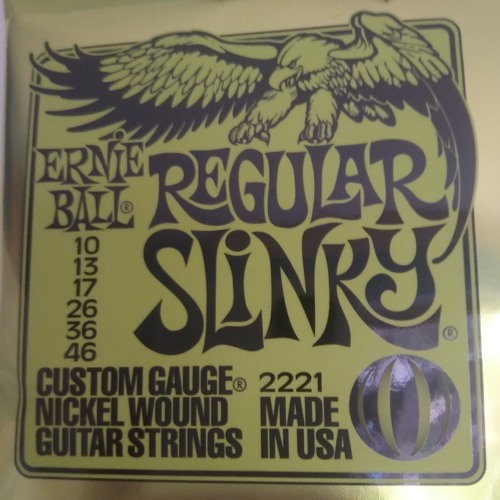 ERNiE
BALL®
REGULAR
SLiNKY®
10
13
17
26
36
46
CUSTOM GAUGE®
NICKEL WOUND
GUITAR STRINGS
2221
MADE
IN USA